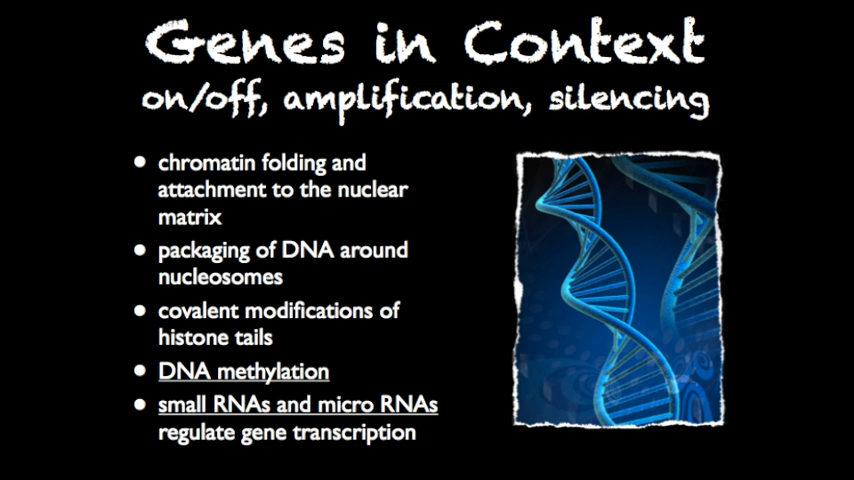 Genes in Context
on/off, amplification, silencing
• chromatin folding and
attachment to the nuclear
matrix
• packaging of DNA around
nucleosomes
• covalent modifications of
histone tails
• DNA methylation
• small RNAs and micro RNAs
regulate gene transcription